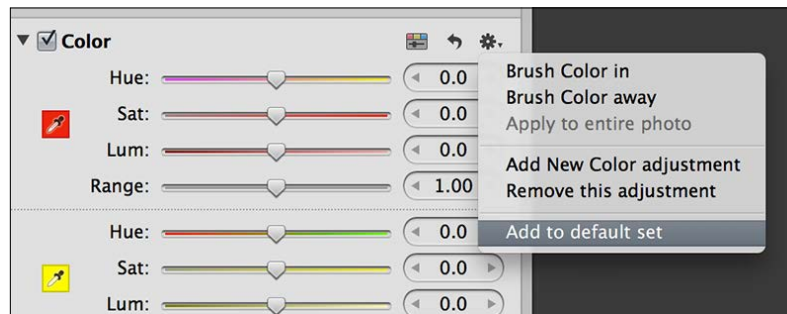 Color
Hue: 0.0
Sat: 0.0
Lum: 0.0
Range: 1.00
Hue: 0.0
Sat: 0.0
Lum: 0.0
Brush Color in
Brush Color away
Apply to entire photo
Add New Color adjustment
Remove this adjustment
Add to default set